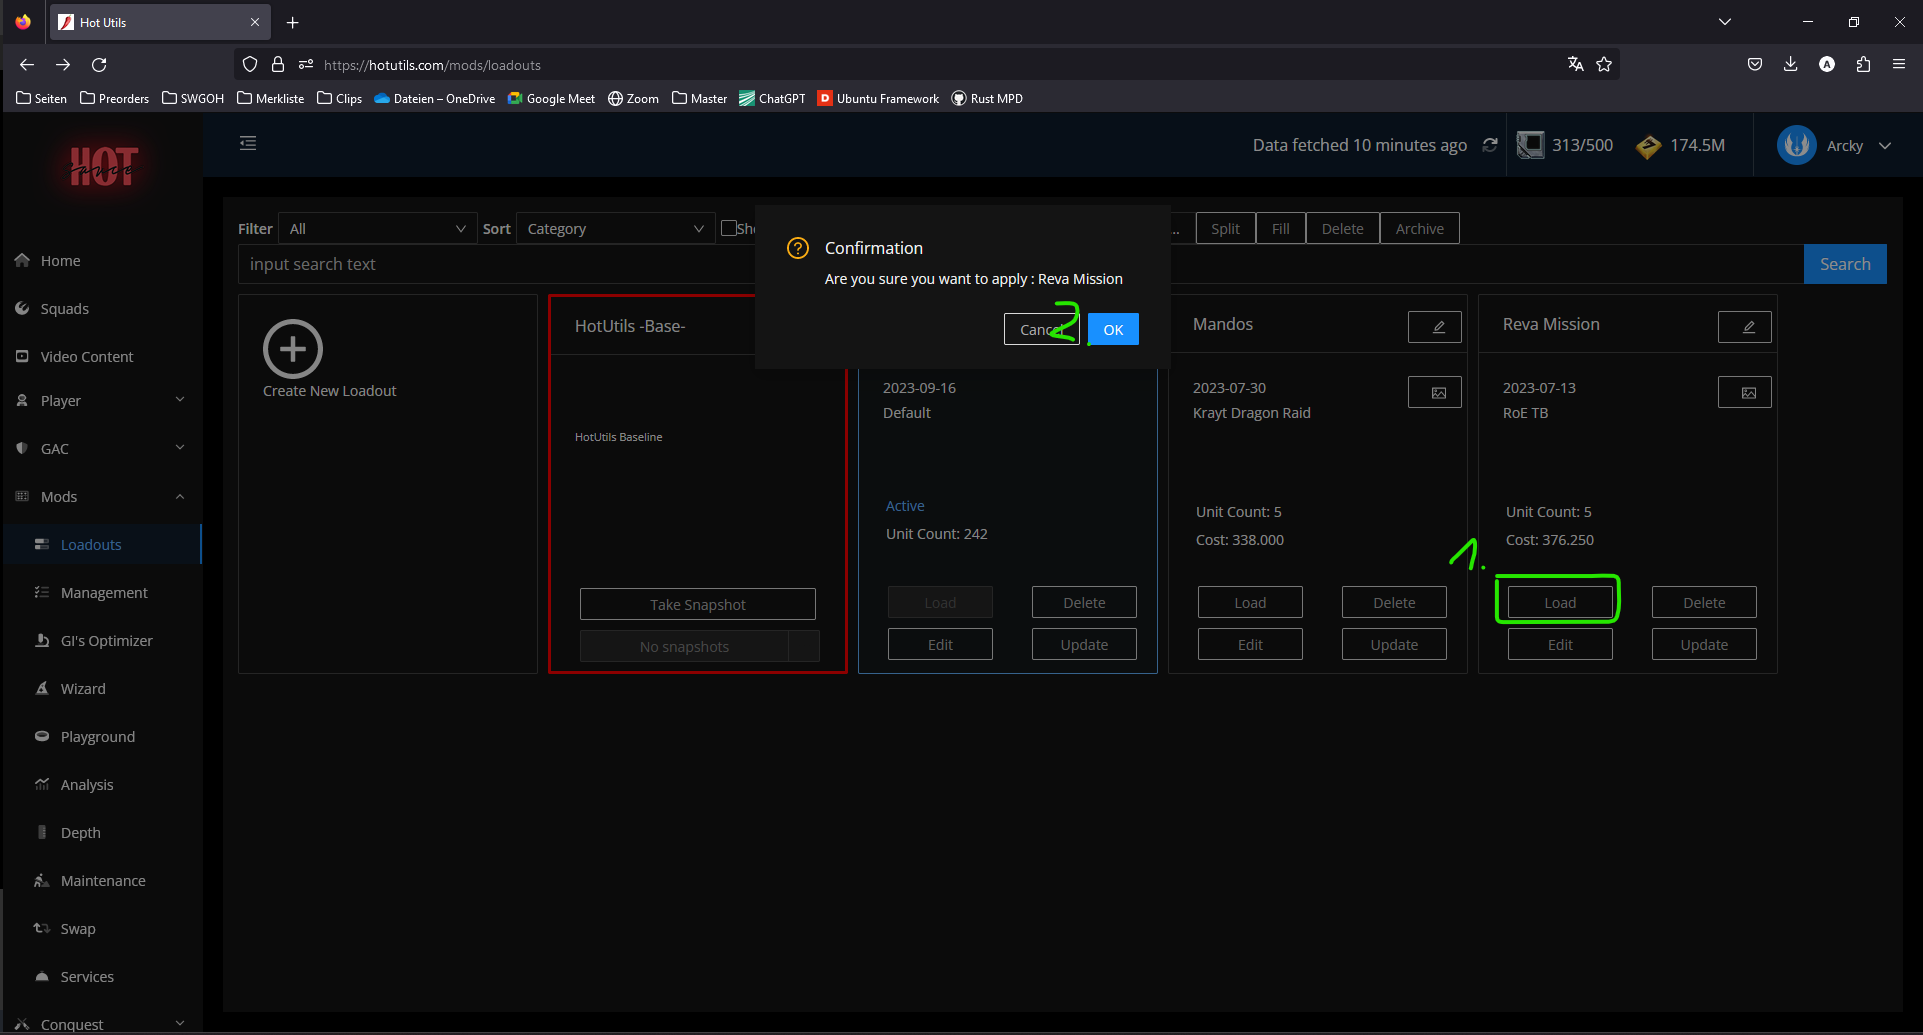 Hot Utils
https://hotutils.com/mods/loadouts
Seiten Preorders SWGOH Merkliste Clips Dateien – OneDrive Google Meet Zoom Master ChatGPT Ubuntu Framework Rust MPD
HOT
Data fetched 10 minutes ago 313/500 174.5M Arcky
Filter All Sort Category
... Split Fill Delete Archive
input search text
Search
Confirmation
Are you sure you want to apply : Reva Mission
Cancel OK
2.
Home
Squads
Video Content
Player
GAC
Mods
Loadouts
Management
GI's Optimizer
Wizard
Playground
Analysis
Depth
Maintenance
Swap
Services
Conquest
Create New Loadout
HotUtils -Base-
HotUtils Baseline
Take Snapshot
No snapshots
2023-09-16
Default
Active
Unit Count: 242
Load Delete
Edit Update
Mandos
2023-07-30
Krayt Dragon Raid
Unit Count: 5
Cost: 338.000
Load Delete
Edit Update
Reva Mission
2023-07-13
RoE TB
Unit Count: 5
Cost: 376.250
1.
Load Delete
Edit Update